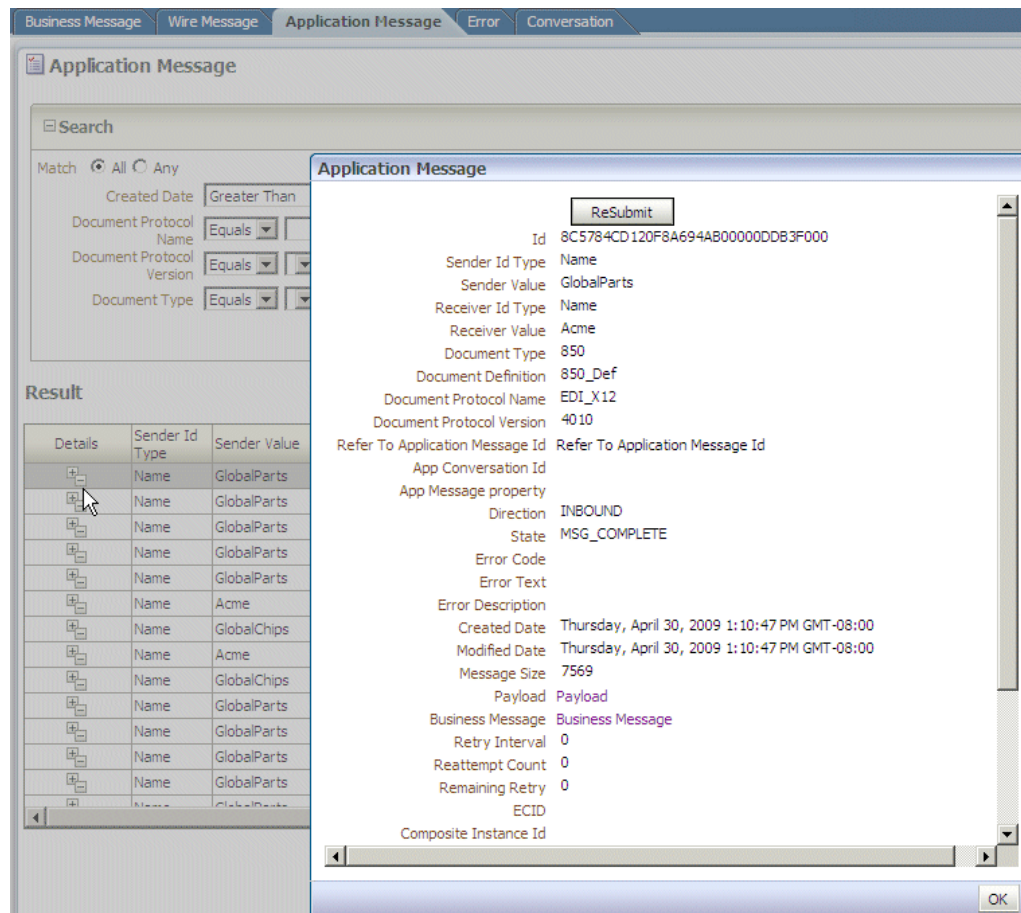 Business Message Wire Message Application Message Error Conversation
Application Message
Search
Match All Any
Created Date Greater Than
Document Protocol Name Equals
Document Protocol Version Equals
Document Type Equals
Result
Details Sender Id Type Sender Value
Name GlobalParts
Name GlobalParts
Name GlobalParts
Name GlobalParts
Name GlobalParts
Name Acme
Name GlobalChips
Name Acme
Name GlobalChips
Name GlobalParts
Name GlobalParts
Name GlobalParts
Name GlobalParts
Name GlobalParts
Application Message
ReSubmit
Id 8C5784CD120F8A694AB00000DDB3F000
Sender Id Type Name
Sender Value GlobalParts
Receiver Id Type Name
Receiver Value Acme
Document Type 850
Document Definition 850_Def
Document Protocol Name EDI_X12
Document Protocol Version 4010
Refer To Application Message Id Refer To Application Message Id
App Conversation Id
App Message property
Direction INBOUND
State MSG_COMPLETE
Error Code
Error Text
Error Description
Created Date Thursday, April 30, 2009 1:10:47 PM GMT-08:00
Modified Date Thursday, April 30, 2009 1:10:47 PM GMT-08:00
Message Size 7569
Payload Payload
Business Message Business Message
Retry Interval 0
Reattempt Count 0
Remaining Retry 0
ECID
Composite Instance Id
OK